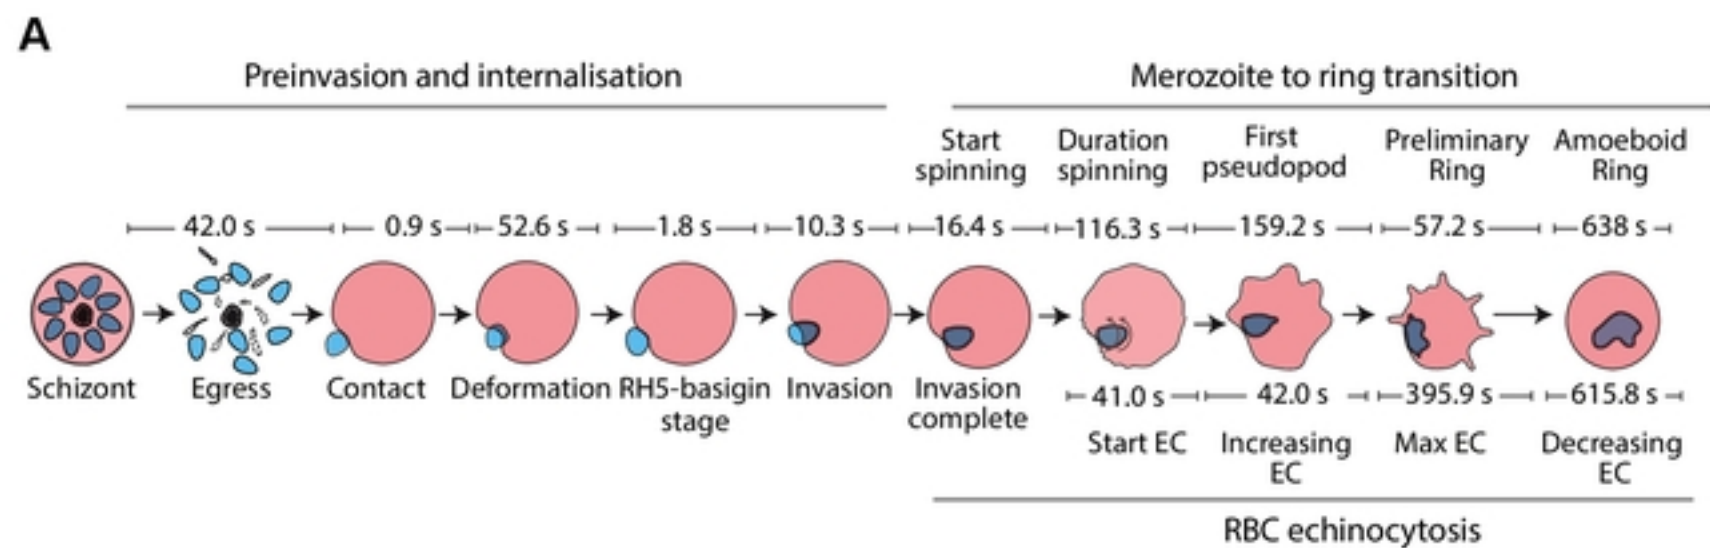 A
Preinvasion and internalisation
Merozoite to ring transition
Start
spinning
Duration
spinning
First
pseudopod
Preliminary
Ring
Amoeboid
Ring
42.0 s
0.9 s
52.6 s
1.8 s
10.3 s
16.4 s
116.3 s
159.2 s
57.2 s
638 s
Schizont
Egress
Contact
Deformation
RH5-basigin
stage
Invasion
Invasion
complete
41.0 s
42.0 s
395.9 s
615.8 s
Start EC
Increasing
EC
Max EC
Decreasing
EC
RBC echinocytosis